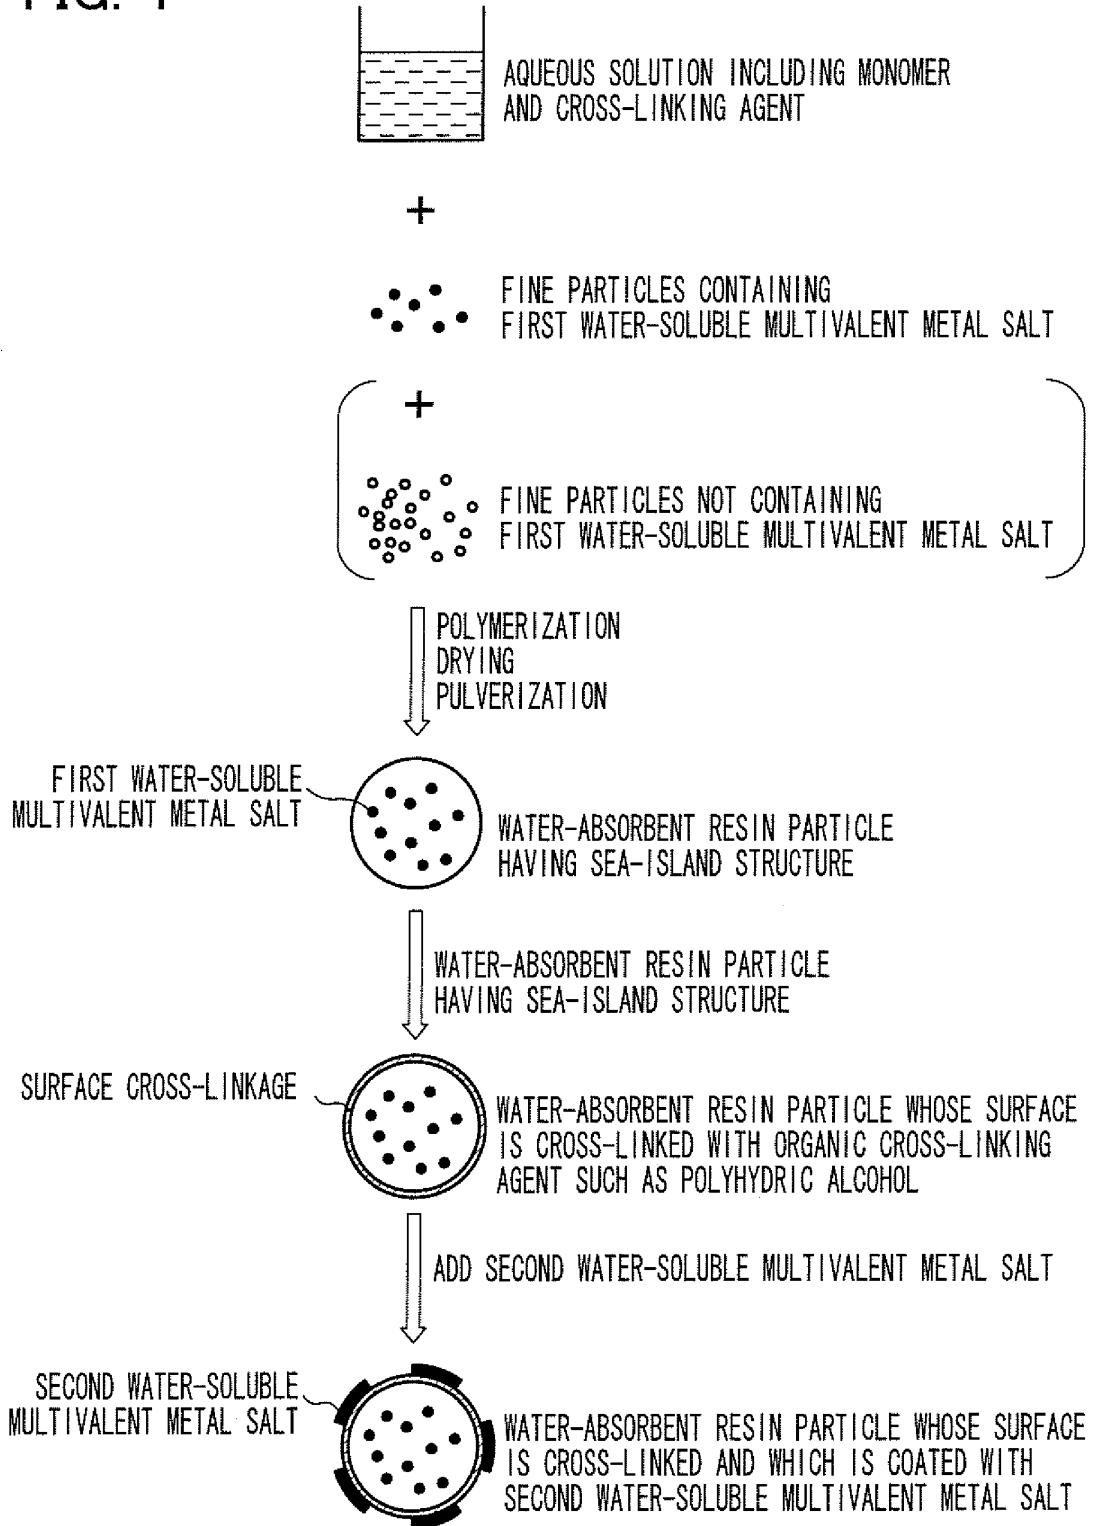 FIG. 1
AQUEOUS SOLUTION INCLUDING MONOMER
AND CROSS-LINKING AGENT
+
FINE PARTICLES CONTAINING
FIRST WATER-SOLUBLE MULTIVALENT METAL SALT
+
FINE PARTICLES NOT CONTAINING
FIRST WATER-SOLUBLE MULTIVALENT METAL SALT
POLYMERIZATION
DRYING
PULVERIZATION
FIRST WATER-SOLUBLE
MULTIVALENT METAL SALT
WATER-ABSORBENT RESIN PARTICLE
HAVING SEA-ISLAND STRUCTURE
WATER-ABSORBENT RESIN PARTICLE
HAVING SEA-ISLAND STRUCTURE
SURFACE CROSS-LINKAGE
WATER-ABSORBENT RESIN PARTICLE WHOSE SURFACE
IS CROSS-LINKED WITH ORGANIC CROSS-LINKING
AGENT SUCH AS POLYHYDRIC ALCOHOL
ADD SECOND WATER-SOLUBLE MULTIVALENT METAL SALT
SECOND WATER-SOLUBLE
MULTIVALENT METAL SALT
WATER-ABSORBENT RESIN PARTICLE WHOSE SURFACE
IS CROSS-LINKED AND WHICH IS COATED WITH
SECOND WATER-SOLUBLE MULTIVALENT METAL SALT